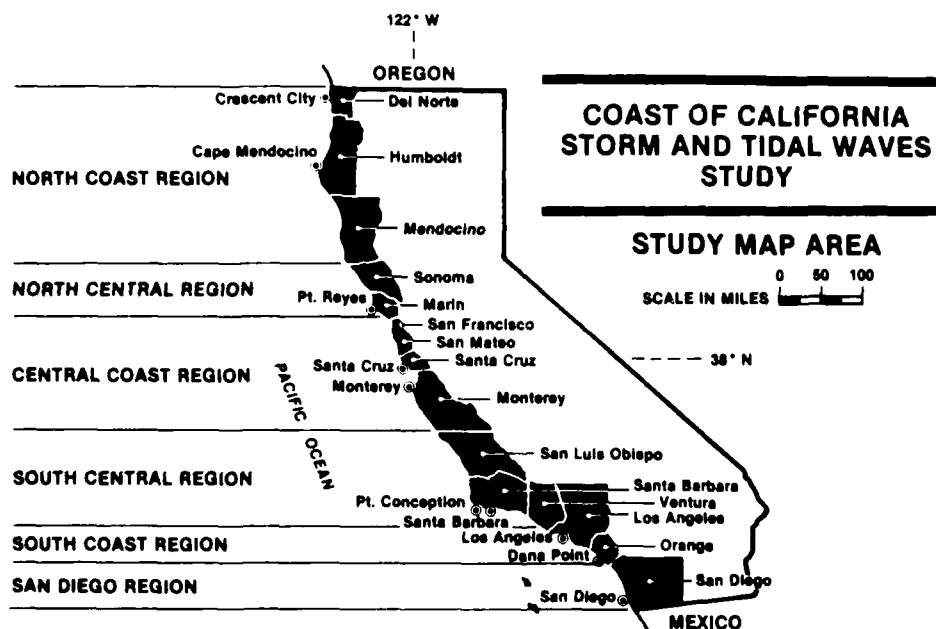 122° W
OREGON
Crescent City
Del Norte
COAST OF CALIFORNIA
STORM AND TIDAL WAVES
STUDY
Cape Mendocino
Humboldt
NORTH COAST REGION
Mendocino
STUDY MAP AREA
0 50 100
SCALE IN MILES
Sonoma
NORTH CENTRAL REGION
Pt. Reyes
Marin
San Francisco
San Mateo
38° N
Santa Cruz
Santa Cruz
CENTRAL COAST REGION
Monterey
Monterey
PACIFIC OCEAN
San Luis Obispo
SOUTH CENTRAL REGION
Santa Barbara
Pt. Conception
Ventura
Santa Barbara
Los Angeles
Los Angeles
SOUTH COAST REGION
Orange
Dana Point
San Diego
SAN DIEGO REGION
San Diego
MEXICO